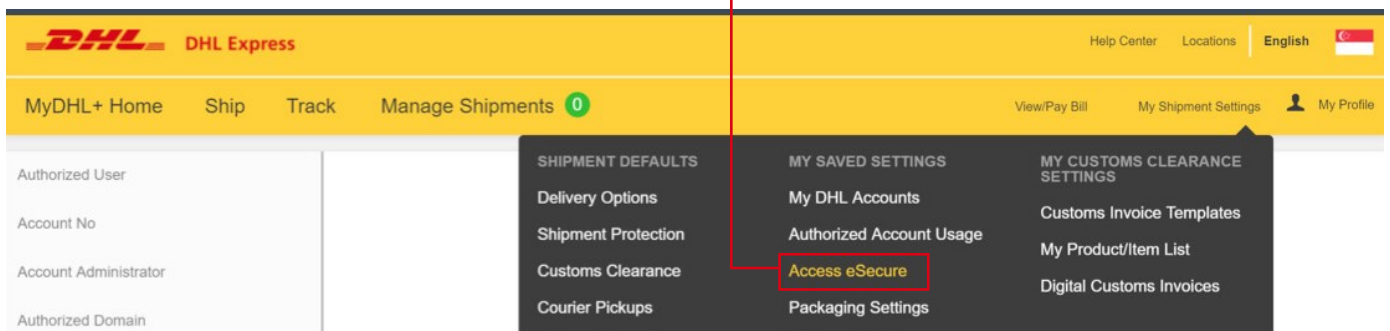 DHL DHL Express
Help Center Locations English
MyDHL+ Home Ship Track Manage Shipments 0
View/Pay Bill My Shipment Settings My Profile
Authorized User
Account No
Account Administrator
Authorized Domain
SHIPMENT DEFAULTS
Delivery Options
Shipment Protection
Customs Clearance
Courier Pickups
MY SAVED SETTINGS
My DHL Accounts
Authorized Account Usage
Access eSecure
Packaging Settings
MY CUSTOMS CLEARANCE
SETTINGS
Customs Invoice Templates
My Product/Item List
Digital Customs Invoices